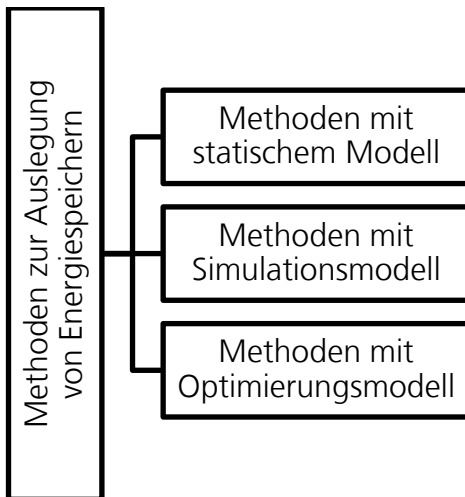 Methoden zur Auslegung
von Energiespeichern
Methoden mit
statischem Modell
Methoden mit
Simulationsmodell
Methoden mit
Optimierungsmodell